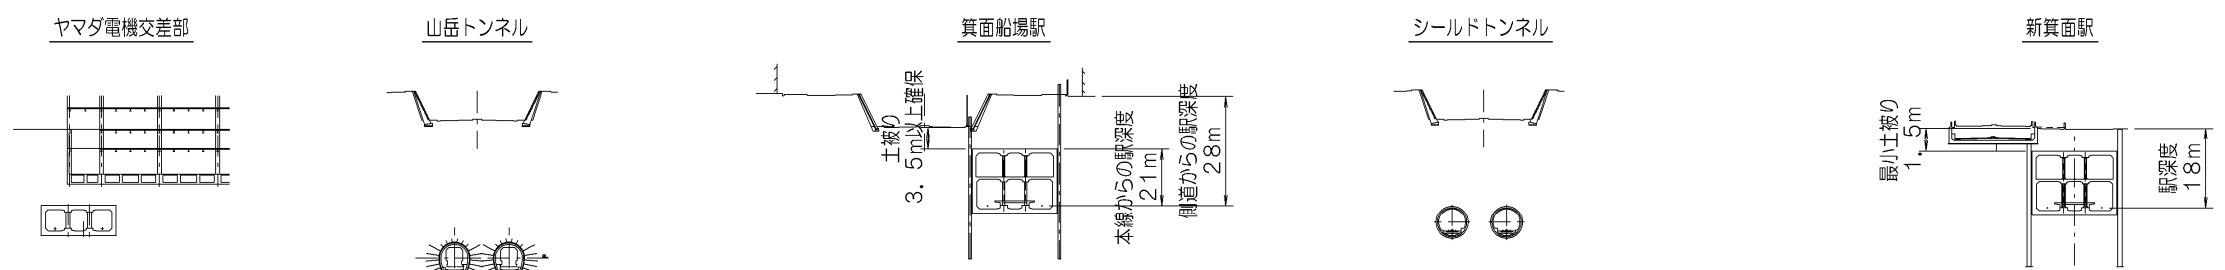 ヤマダ電機交差部
山岳トンネル
箕面船場駅
シールドトンネル
新箕面駅
土被り
3．5m以上確保
本線からの駅深度
21m
側道からの駅深度
28m
最小土被り
1．5m
駅深度
18m